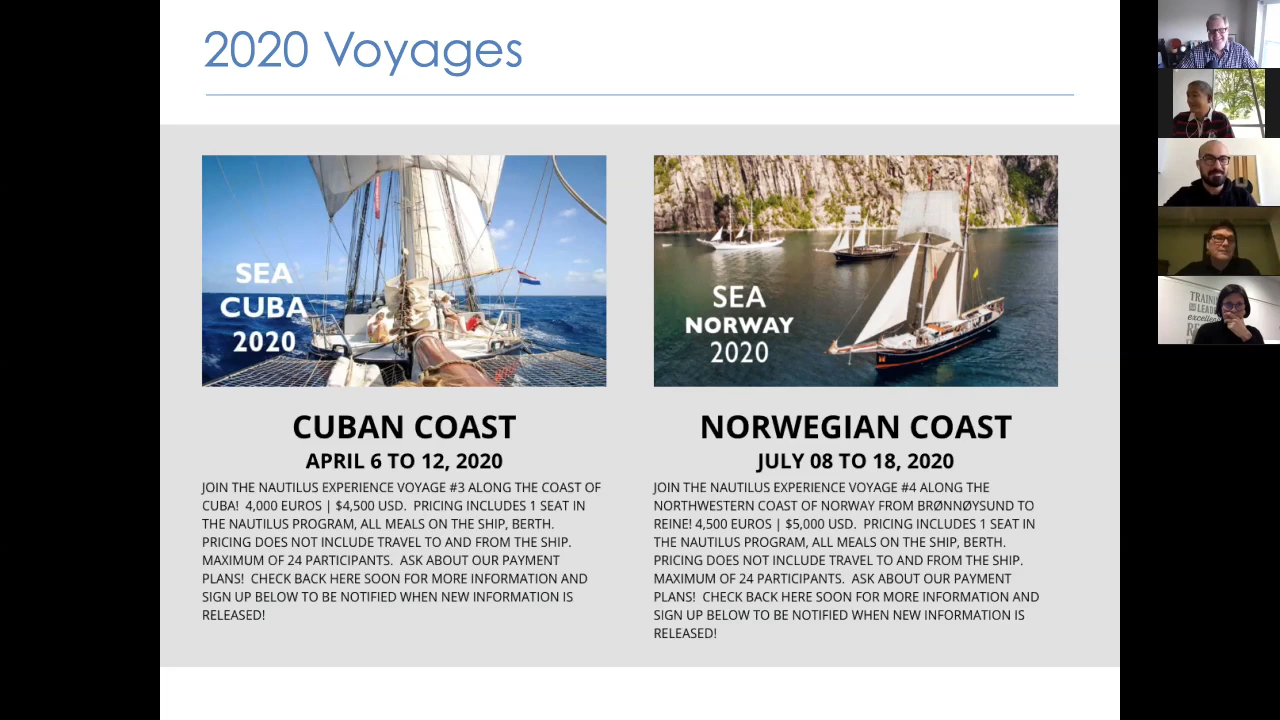 2020 Voyages
SEA
CUBA
2020
SEA
NORWAY
2020
CUBAN COAST
APRIL 6 TO 12, 2020
JOIN THE NAUTILUS EXPERIENCE VOYAGE #3 ALONG THE COAST OF
CUBA!  4,000 EUROS | $4,500 USD.  PRICING INCLUDES 1 SEAT IN
THE NAUTILUS PROGRAM, ALL MEALS ON THE SHIP, BERTH.
PRICING DOES NOT INCLUDE TRAVEL TO AND FROM THE SHIP.
MAXIMUM OF 24 PARTICIPANTS.  ASK ABOUT OUR PAYMENT
PLANS!  CHECK BACK HERE SOON FOR MORE INFORMATION AND
SIGN UP BELOW TO BE NOTIFIED WHEN NEW INFORMATION IS
RELEASED!
NORWEGIAN COAST
JULY 08 TO 18, 2020
JOIN THE NAUTILUS EXPERIENCE VOYAGE #4 ALONG THE
NORTHWESTERN COAST OF NORWAY FROM BRØNNØYSUND TO
REINE! 4,500 EUROS | $5,000 USD.  PRICING INCLUDES 1 SEAT IN
THE NAUTILUS PROGRAM, ALL MEALS ON THE SHIP, BERTH.
PRICING DOES NOT INCLUDE TRAVEL TO AND FROM THE SHIP.
MAXIMUM OF 24 PARTICIPANTS.  ASK ABOUT OUR PAYMENT
PLANS!  CHECK BACK HERE SOON FOR MORE INFORMATION AND
SIGN UP BELOW TO BE NOTIFIED WHEN NEW INFORMATION IS
RELEASED!